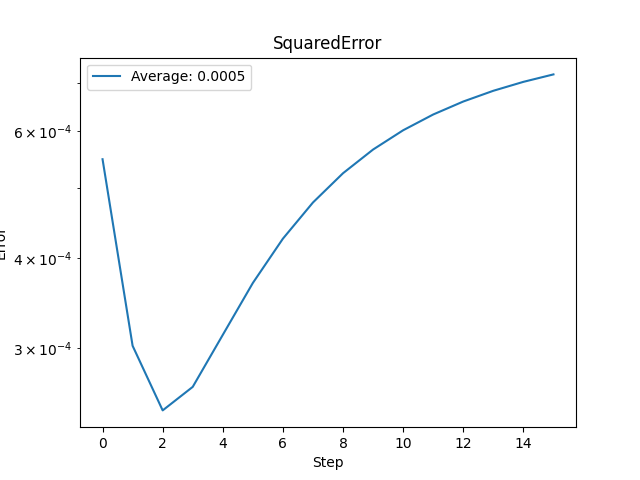 SquaredError
Average: 0.0005
6 × 10⁻⁴
4 × 10⁻⁴
3 × 10⁻⁴
Error
0 2 4 6 8 10 12 14
Step